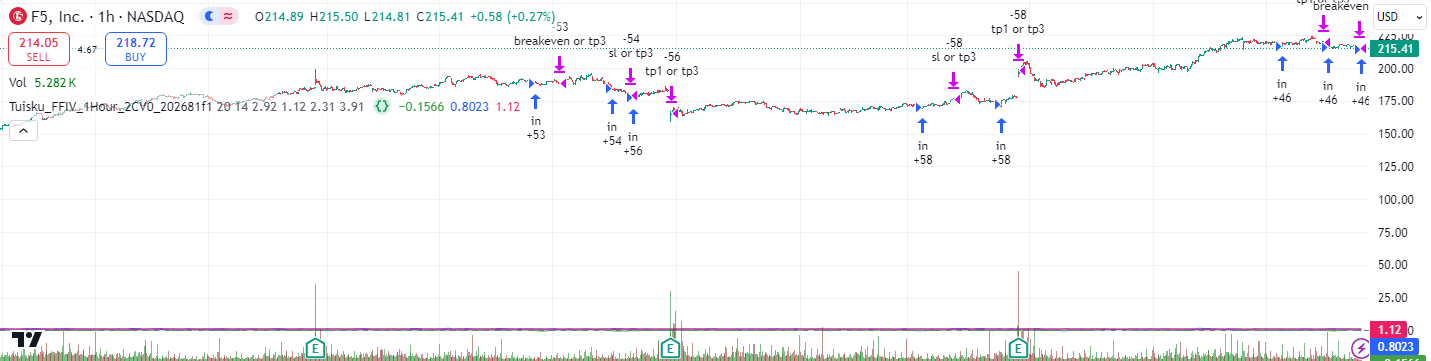 F5, Inc. · 1h · NASDAQ O214.89 H215.50 L214.81 C215.41 +0.58 (+0.27%)
214.05
SELL
4.67
218.72
BUY
Vol 5.282 K
Tuisku_FFIV_1Hour_2CV0_202681f1 20 14 2.92 1.12 2.31 3.91 −0.1566 0.8023 1.12
-53
breakeven or tp3
-54
sl or tp3
-56
tp1 or tp3
-58
sl or tp3
-58
tp1 or tp3
breakeven
in
+53
in
+54
in
+56
in
+58
in
+58
in
+46
in
+46
in
+46
USD
225.00
215.41
200.00
175.00
150.00
125.00
100.00
75.00
50.00
25.00
1.12
0.8023
E
E
E